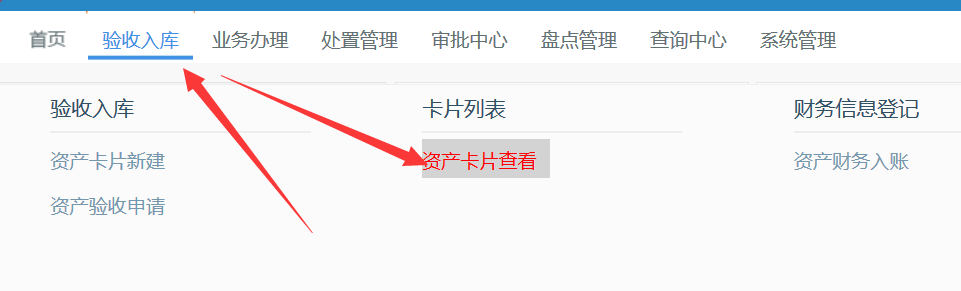 首页 验收入库 业务办理 处置管理 审批中心 盘点管理 查询中心 系统管理
验收入库 卡片列表 财务信息登记
资产卡片新建 资产卡片查看 资产财务入账
资产验收申请